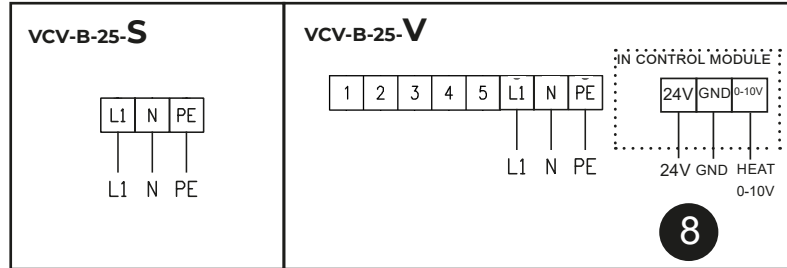 VCV-B-25-S
L1 N PE
L1 N PE
VCV-B-25-V
1 2 3 4 5 L1 N PE
L1 N PE
IN CONTROL MODULE
24V GND 0-10V
24V GND HEAT
0-10V
8